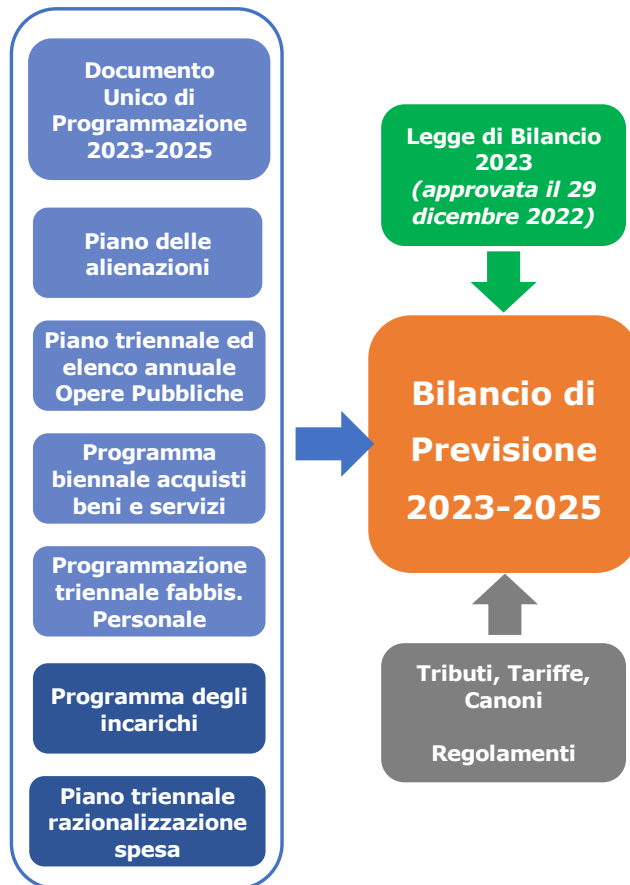 Documento
Unico di
Programmazione
2023-2025
Piano delle
alienazioni
Piano triennale ed
elenco annuale
Opere Pubbliche
Programma
biennale acquisti
beni e servizi
Programmazione
triennale fabbis.
Personale
Programma degli
incarichi
Piano triennale
razionalizzazione
spesa
Legge di Bilancio
2023
(approvata il 29
dicembre 2022)
Bilancio di
Previsione
2023-2025
Tributi, Tariffe,
Canoni
Regolamenti